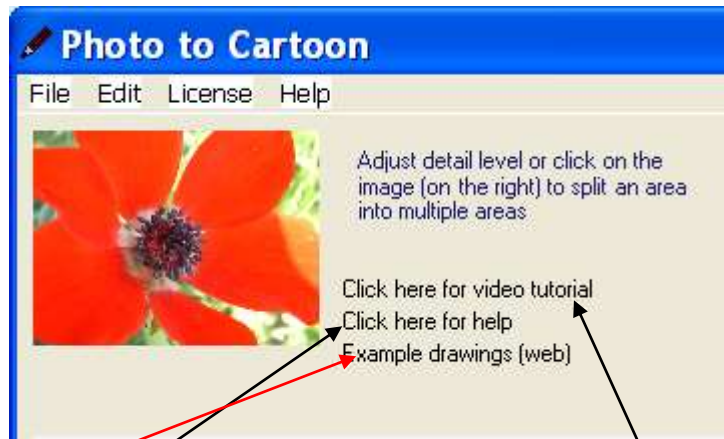 Photo to Cartoon
File Edit License Help
Adjust detail level or click on the
image (on the right) to split an area
into multiple areas
Click here for video tutorial
Click here for help
Example drawings (web)